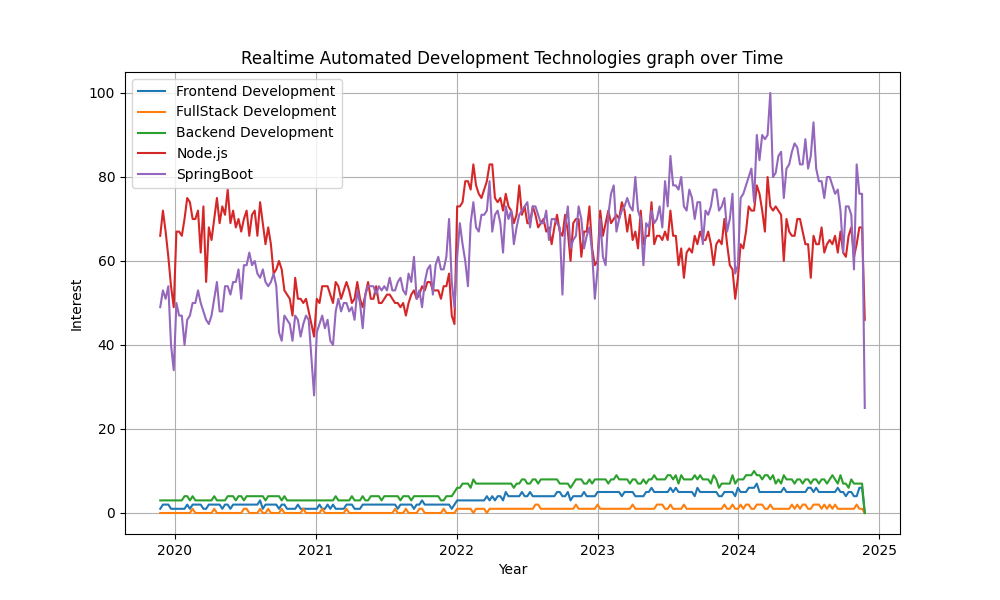 Realtime Automated Development Technologies graph over Time
Frontend Development
FullStack Development
Backend Development
Node.js
SpringBoot
Interest
100
80
60
40
20
0
2020 2021 2022 2023 2024 2025
Year